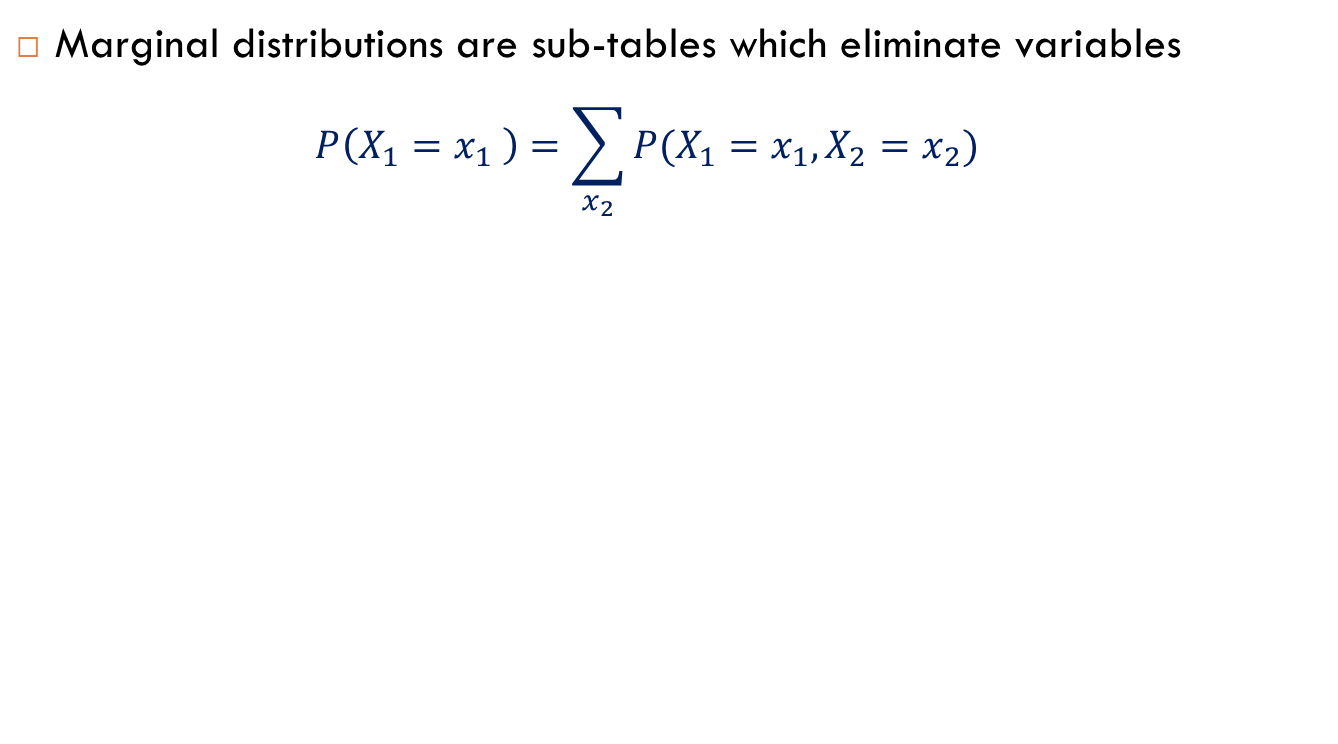 Marginal distributions are sub-tables which eliminate variables
P(X₁ = x₁ ) = ∑ P(X₁ = x₁, X₂ = x₂)
x₂